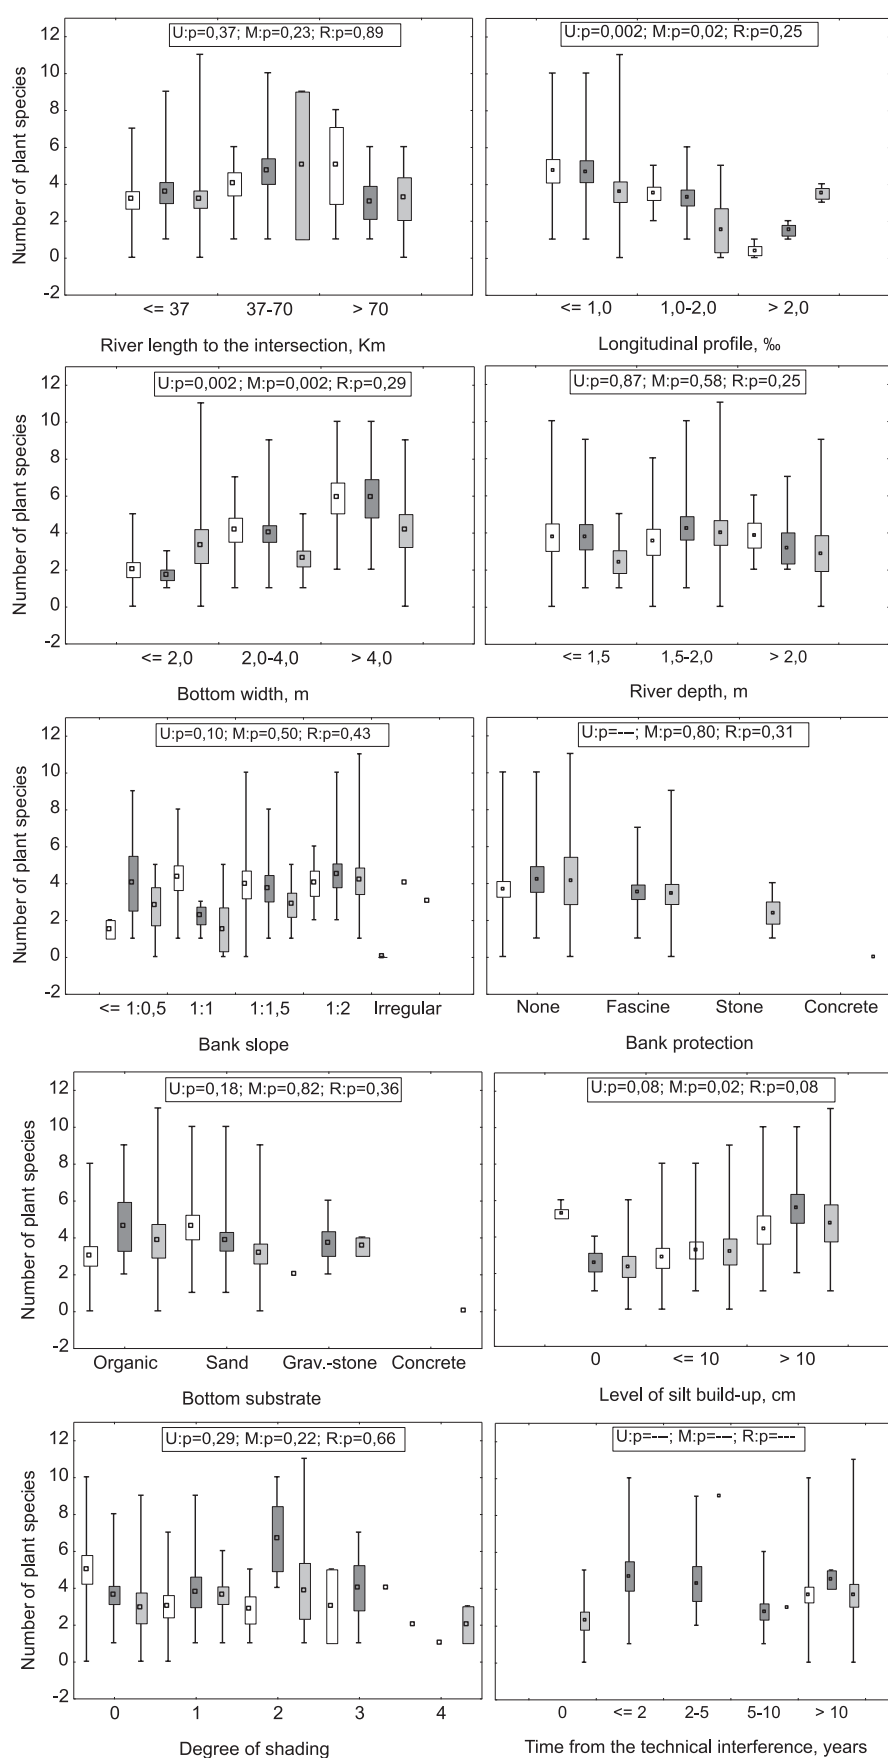 U:p=0,37; M:p=0,23; R:p=0,89
Number of plant species
12
10
8
6
4
2
0
-2
<= 37 37-70 > 70
River length to the intersection, Km
U:p=0,002; M:p=0,02; R:p=0,25
<= 1,0 1,0-2,0 > 2,0
Longitudinal profile, ‰
U:p=0,002; M:p=0,002; R:p=0,29
Number of plant species
12
10
8
6
4
2
0
-2
<= 2,0 2,0-4,0 > 4,0
Bottom width, m
U:p=0,87; M:p=0,58; R:p=0,25
<= 1,5 1,5-2,0 > 2,0
River depth, m
U:p=0,10; M:p=0,50; R:p=0,43
Number of plant species
12
10
8
6
4
2
0
-2
<= 1:0,5 1:1 1:1,5 1:2 Irregular
Bank slope
U:p=---; M:p=0,80; R:p=0,31
None Fascine Stone Concrete
Bank protection
U:p=0,18; M:p=0,82; R:p=0,36
Number of plant species
12
10
8
6
4
2
0
-2
Organic Sand Grav.-stone Concrete
Bottom substrate
U:p=0,08; M:p=0,02; R:p=0,08
0 <= 10 > 10
Level of silt build-up, cm
U:p=0,29; M:p=0,22; R:p=0,66
Number of plant species
12
10
8
6
4
2
0
-2
0 1 2 3 4
Degree of shading
U:p=---; M:p=---; R:p=---
0 <= 2 2-5 5-10 > 10
Time from the technical interference, years